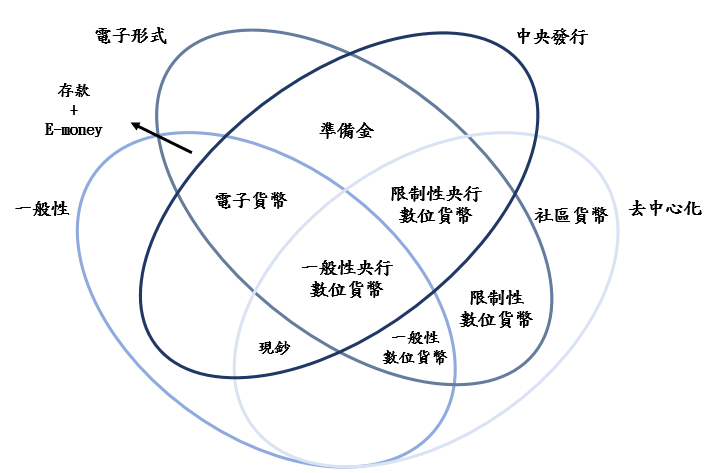 電子形式
中央發行
存款
+
E-money
準備金
一般性
電子貨幣
限制性央行
數位貨幣
社區貨幣
去中心化
一般性央行
數位貨幣
限制性
數位貨幣
現鈔
一般性
數位貨幣